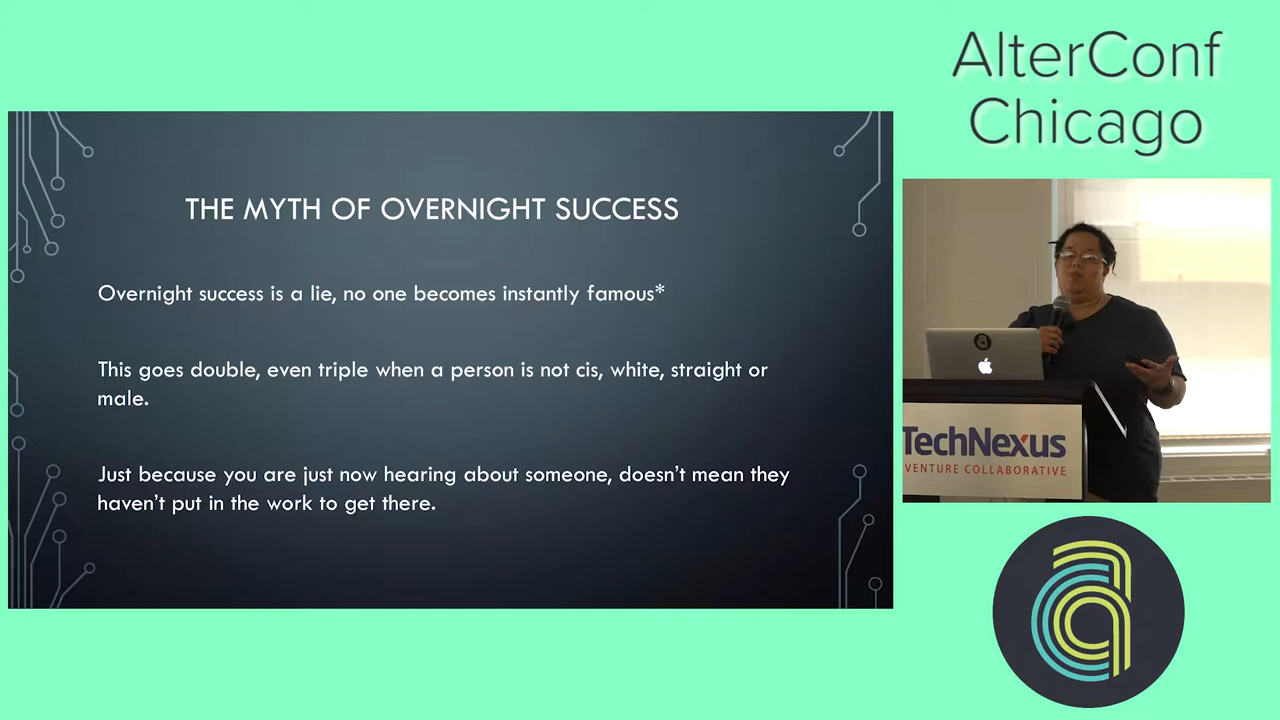 AlterConf
Chicago
THE MYTH OF OVERNIGHT SUCCESS
Overnight success is a lie, no one becomes instantly famous*
This goes double, even triple when a person is not cis, white, straight or
male.
Just because you are just now hearing about someone, doesn’t mean they
haven’t put in the work to get there.
TechNexus
VENTURE COLLABORATIVE